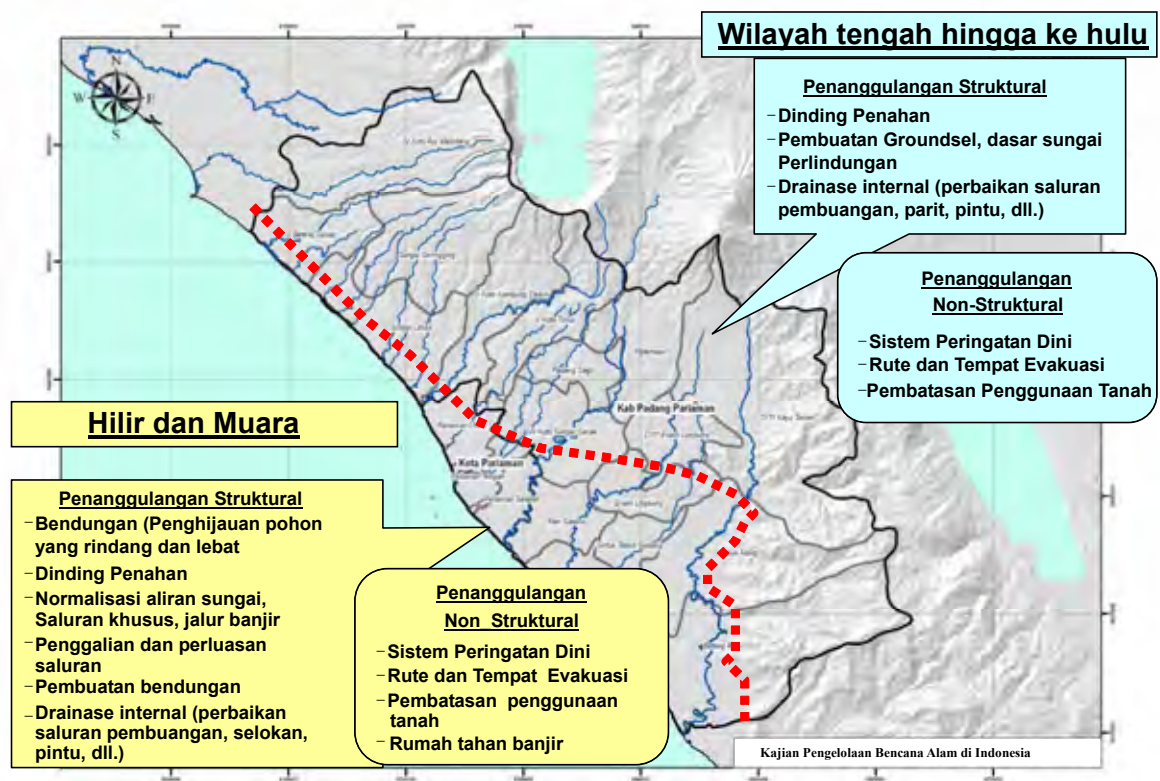 Wilayah tengah hingga ke hulu
Penanggulangan Struktural
-Dinding Penahan
-Pembuatan Groundsel, dasar sungai
Perlindungan
-Drainase internal (perbaikan saluran
pembuangan, parit, pintu, dll.)
Penanggulangan
Non-Struktural
-Sistem Peringatan Dini
-Rute dan Tempat Evakuasi
-Pembatasan Penggunaan Tanah
N
W
E
S
Kab Padang Pariaman
Kota Pariaman
Hilir dan Muara
Penanggulangan Struktural
-Bendungan (Penghijauan pohon
yang rindang dan lebat
-Dinding Penahan
-Normalisasi aliran sungai,
Saluran khusus, jalur banjir
-Penggalian dan perluasan
saluran
-Pembuatan bendungan
-Drainase internal (perbaikan
saluran pembuangan, selokan,
pintu, dll.)
Penanggulangan
Non Struktural
-Sistem Peringatan Dini
-Rute dan Tempat Evakuasi
-Pembatasan penggunaan
tanah
-Rumah tahan banjir
Kajian Pengelolaan Bencana Alam di Indonesia